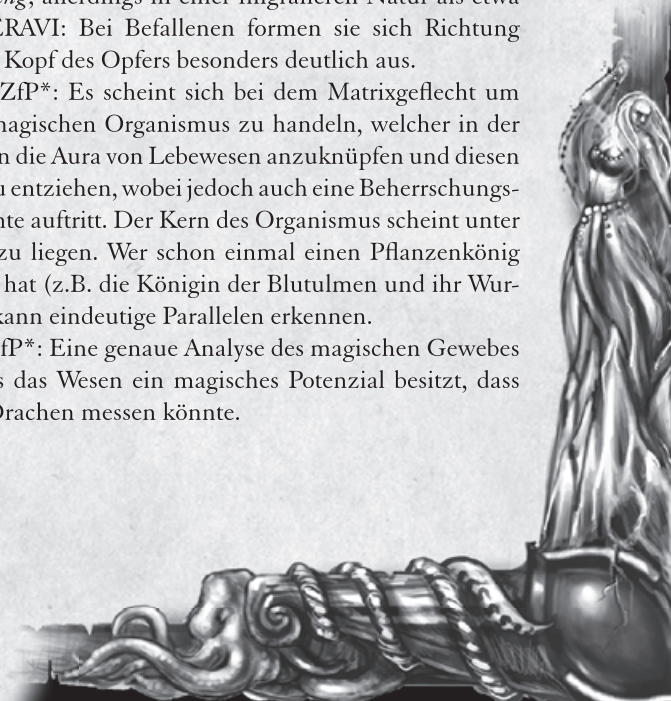 allerdings in einer filigraneren Natur als etwa
ERAVI: Bei Befallenen formen sie sich Richtung
Kopf des Opfers besonders deutlich aus.
ZfP*: Es scheint sich bei dem Matrixgeflecht um
magischen Organismus zu handeln, welcher in der
n die Aura von Lebewesen anzuknüpfen und diesen
u entziehen, wobei jedoch auch eine Beherrschungs-
nte auftritt. Der Kern des Organismus scheint unter
zu liegen. Wer schon einmal einen Pflanzenkönig
hat (z.B. die Königin der Blutulmen und ihr Wur-
kann eindeutige Parallelen erkennen.
fP*: Eine genaue Analyse des magischen Gewebes
s das Wesen ein magisches Potenzial besitzt, dass
Drachen messen könnte.